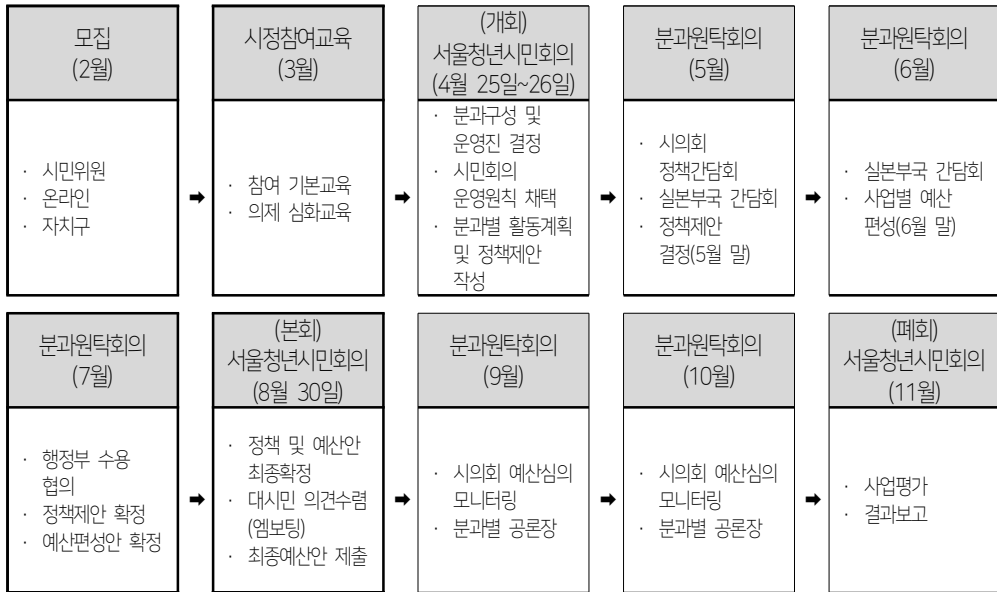 모집
(2월)
· 시민위원
· 온라인
· 자치구
➡
시정참여교육
(3월)
· 참여 기본교육
· 의제 심화교육
➡
(개회)
서울청년시민회의
(4월 25일~26일)
· 분과구성 및
운영진 결정
· 시민회의
운영원칙 채택
· 분과별 활동계획
및 정책제안
작성
➡
분과원탁회의
(5월)
· 시의회
정책간담회
· 실본부국 간담회
· 정책제안
결정(5월 말)
➡
분과원탁회의
(6월)
· 실본부국 간담회
· 사업별 예산
편성(6월 말)
분과원탁회의
(7월)
· 행정부 수용
협의
· 정책제안 확정
· 예산편성안 확정
➡
(본회)
서울청년시민회의
(8월 30일)
· 정책 및 예산안
최종확정
· 대시민 의견수렴
(엠보팅)
· 최종예산안 제출
➡
분과원탁회의
(9월)
· 시의회 예산심의
모니터링
· 분과별 공론장
➡
분과원탁회의
(10월)
· 시의회 예산심의
모니터링
· 분과별 공론장
➡
(폐회)
서울청년시민회의
(11월)
· 사업평가
· 결과보고